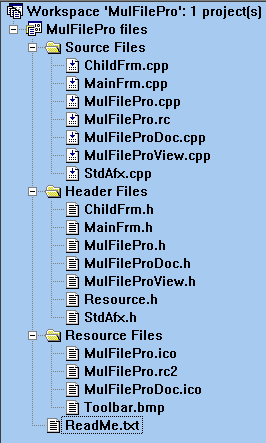 Workspace 'MulFilePro': 1 project(s)
MulFilePro files
Source Files
ChildFrm.cpp
MainFrm.cpp
MulFilePro.cpp
MulFilePro.rc
MulFileProDoc.cpp
MulFileProView.cpp
StdAfx.cpp
Header Files
ChildFrm.h
MainFrm.h
MulFilePro.h
MulFileProDoc.h
MulFileProView.h
Resource.h
StdAfx.h
Resource Files
MulFilePro.ico
MulFilePro.rc2
MulFileProDoc.ico
Toolbar.bmp
ReadMe.txt